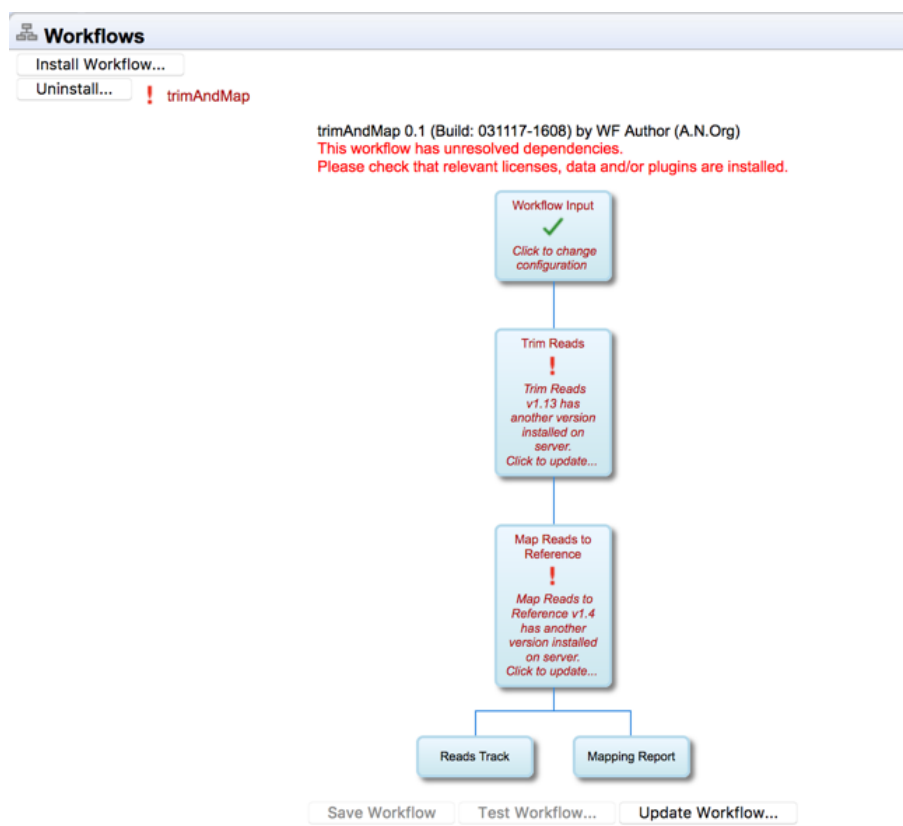 Workflows
Install Workflow...
Uninstall...
trimAndMap
trimAndMap 0.1 (Build: 031117-1608) by WF Author (A.N.Org)
This workflow has unresolved dependencies.
Please check that relevant licenses, data and/or plugins are installed.
Workflow Input
Click to change
configuration
Trim Reads
Trim Reads
v1.13 has
another version
installed on
server.
Click to update...
Map Reads to
Reference
Map Reads to
Reference v1.4
has another
version installed
on server.
Click to update...
Reads Track
Mapping Report
Save Workflow
Test Workflow...
Update Workflow...